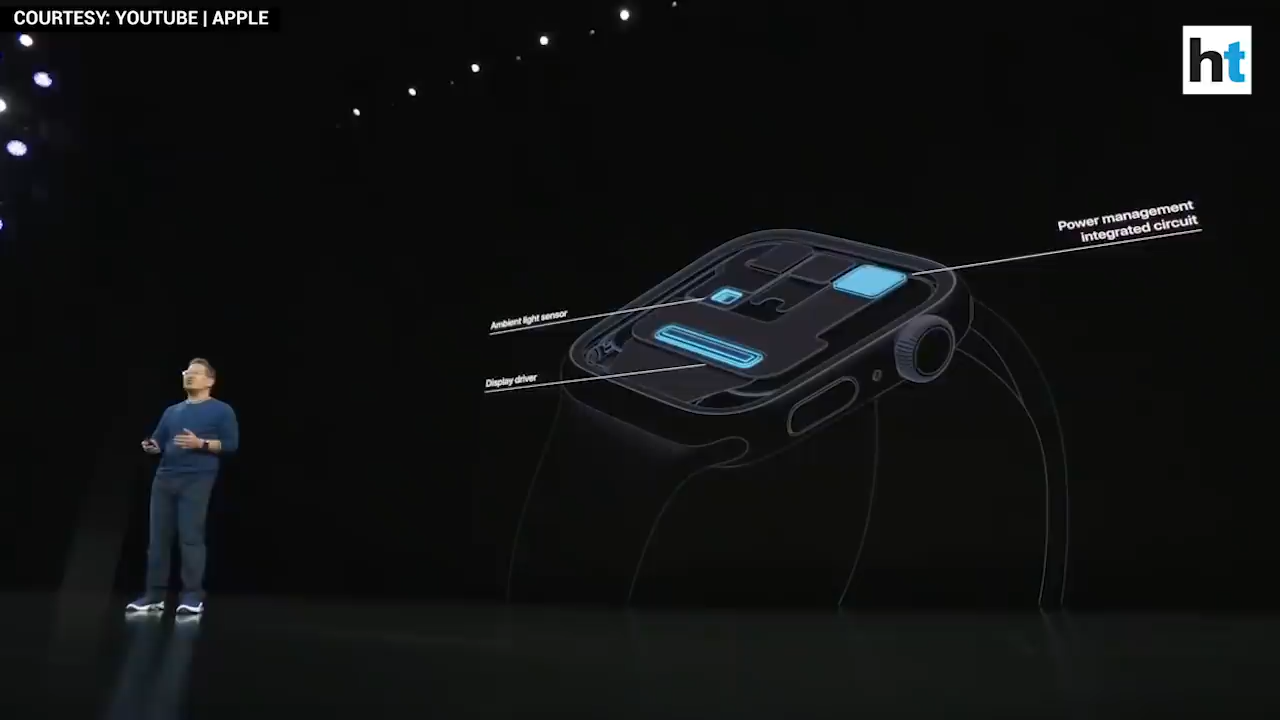 COURTESY: YOUTUBE | APPLE
ht
Power management
integrated circuit
Ambient light sensor
Display driver